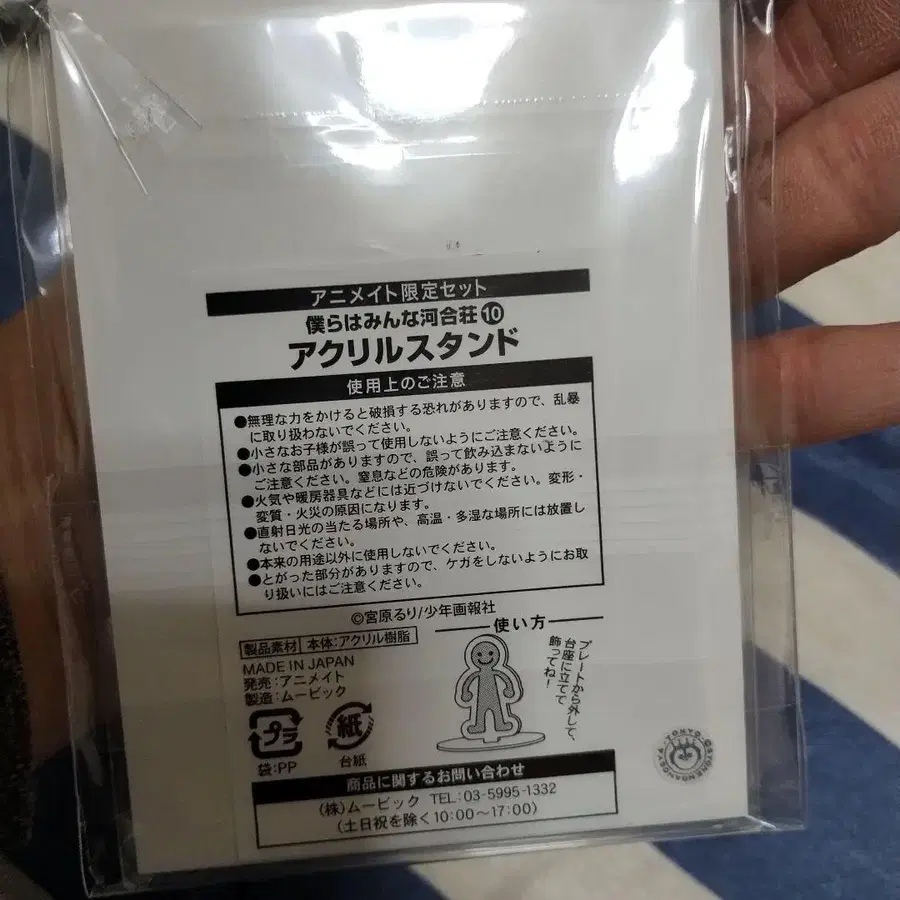 アニメイト限定セット
僕らはみんな河合荘⑩
アクリルスタンド
使用上のご注意
●無理な力をかけると破損する恐れがありますので、乱暴
に取り扱わないでください。
●小さなお子様が誤って使用しないようにご注意ください。
●小さな部品がありますので、誤って飲み込まないように
ご注意ください。窒息などの危険があります。
●火気や暖房器具などには近づけないでください。変形・
変質・火災の原因になります。
●直射日光の当たる場所や、高温・多湿な場所には放置し
ないでください。
●本来の用途以外に使用しないでください。
●とがった部分がありますので、ケガをしないようにお取
り扱いにはご注意ください。
©宮原るり/少年画報社
製品素材 本体:アクリル樹脂
MADE IN JAPAN
発売:アニメイト
製造:ムービック
プラ
袋:PP
紙
台紙
使い方
プレートから外して、
台座に立てて
飾ってね!
商品に関するお問い合わせ
(株)ムービック TEL:03-5995-1332
(土日祝を除く10:00〜17:00)